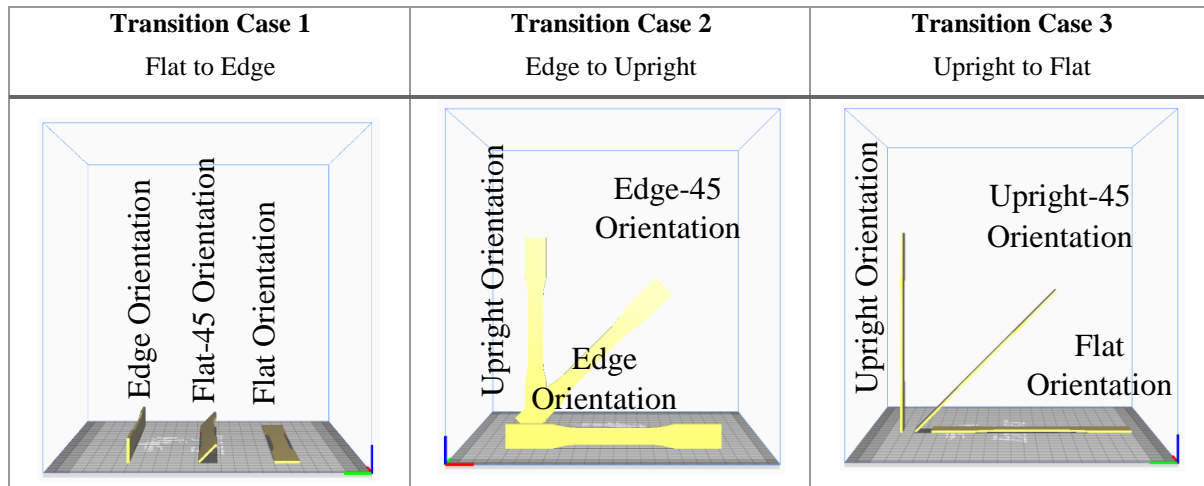 Transition Case 1
Flat to Edge
Transition Case 2
Edge to Upright
Transition Case 3
Upright to Flat
Edge Orientation
Flat-45 Orientation
Flat Orientation
Upright Orientation
Edge-45
Orientation
Edge
Orientation
Upright Orientation
Upright-45
Orientation
Flat
Orientation